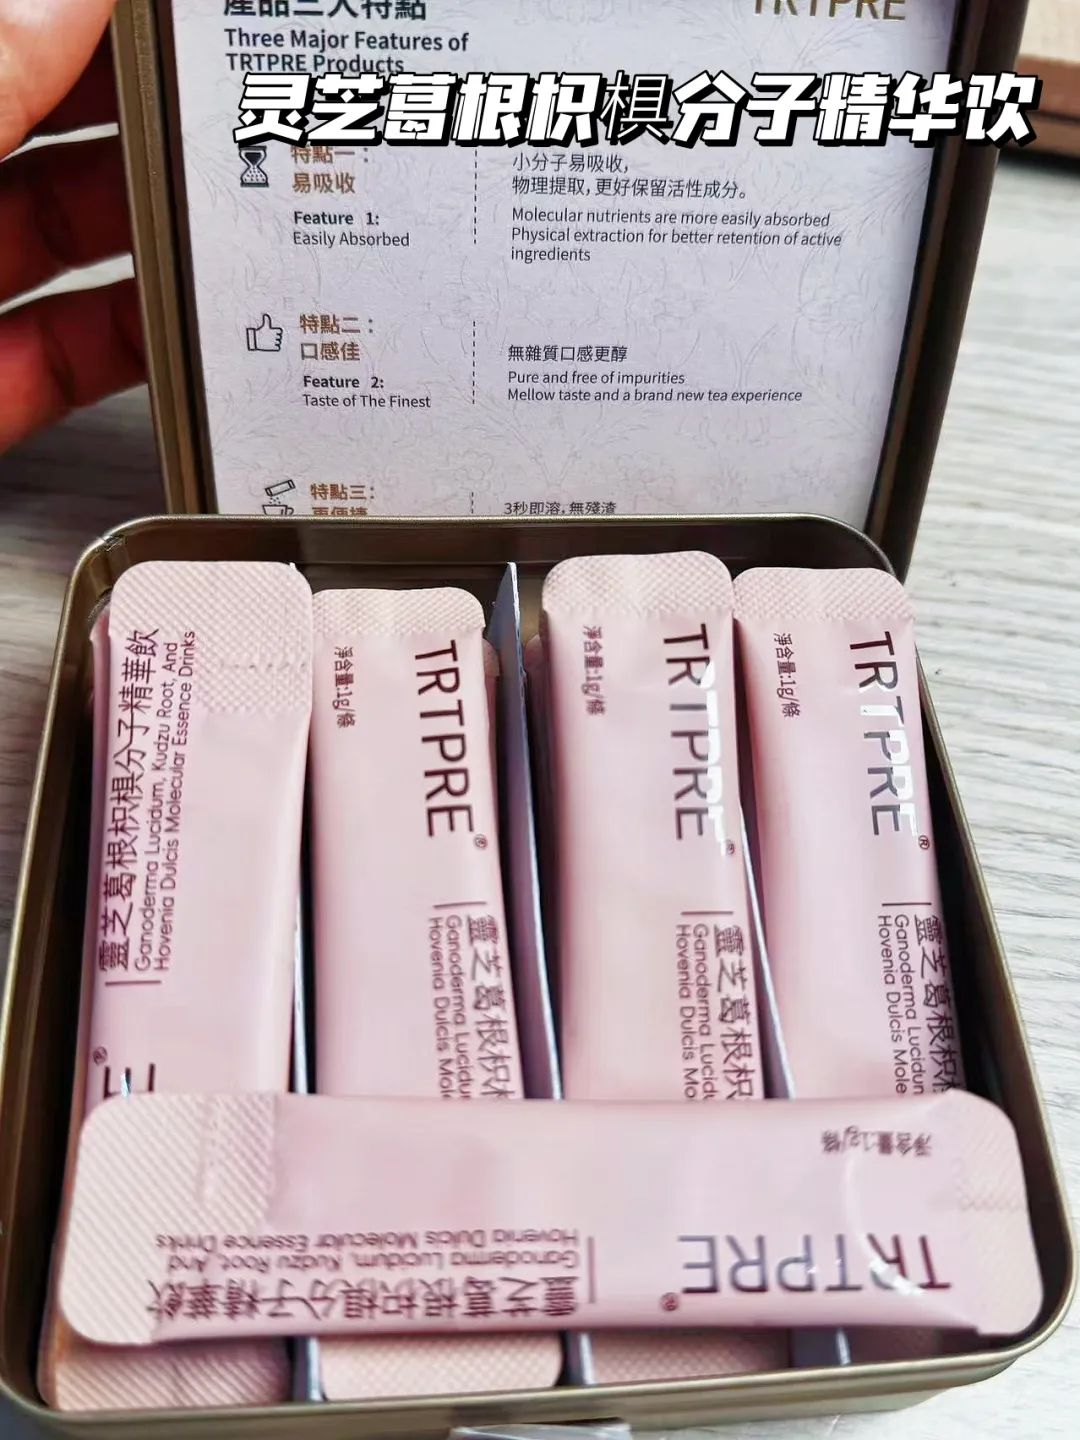 產品三大特點
TRTPRE
Three Major Features of
TRTPRE Products
灵芝葛根枳椇分子精华饮
特點一：
易吸收
Feature 1:
Easily Absorbed
小分子易吸收，
物理提取，更好保留活性成分。
Molecular nutrients are more easily absorbed
Physical extraction for better retention of active
ingredients
特點二：
口感佳
Feature 2:
Taste of The Finest
無雜質口感更醇
Pure and free of impurities
Mellow taste and a brand new tea experience
特點三：
更便捷
3秒即溶，無殘渣
靈芝葛根枳椇分子精華飲
Ganoderma Lucidum, Kudzu Root, And
Hovenia Dulcis Molecular Essence Drinks
®
淨含量:1g/條
TRTPRE®
靈芝葛根枳
Ganoderma Lucidu
Hovenia Dulcis Mo
淨含量:1g/條
TRTPRE®
靈芝葛根枳
Ganoderma Lucidu
Hovenia Dulcis Mo
淨含量:1g/條
TRTPRE®
靈芝葛根枳
Ganoderma Lucidun
Hovenia Dulcis Mole
淨含量:1g/條
TRTPRE®
靈芝葛根枳椇分子精華飲
Ganoderma Lucidum, Kudzu Root, And
Hovenia Dulcis Molecular Essence Drinks